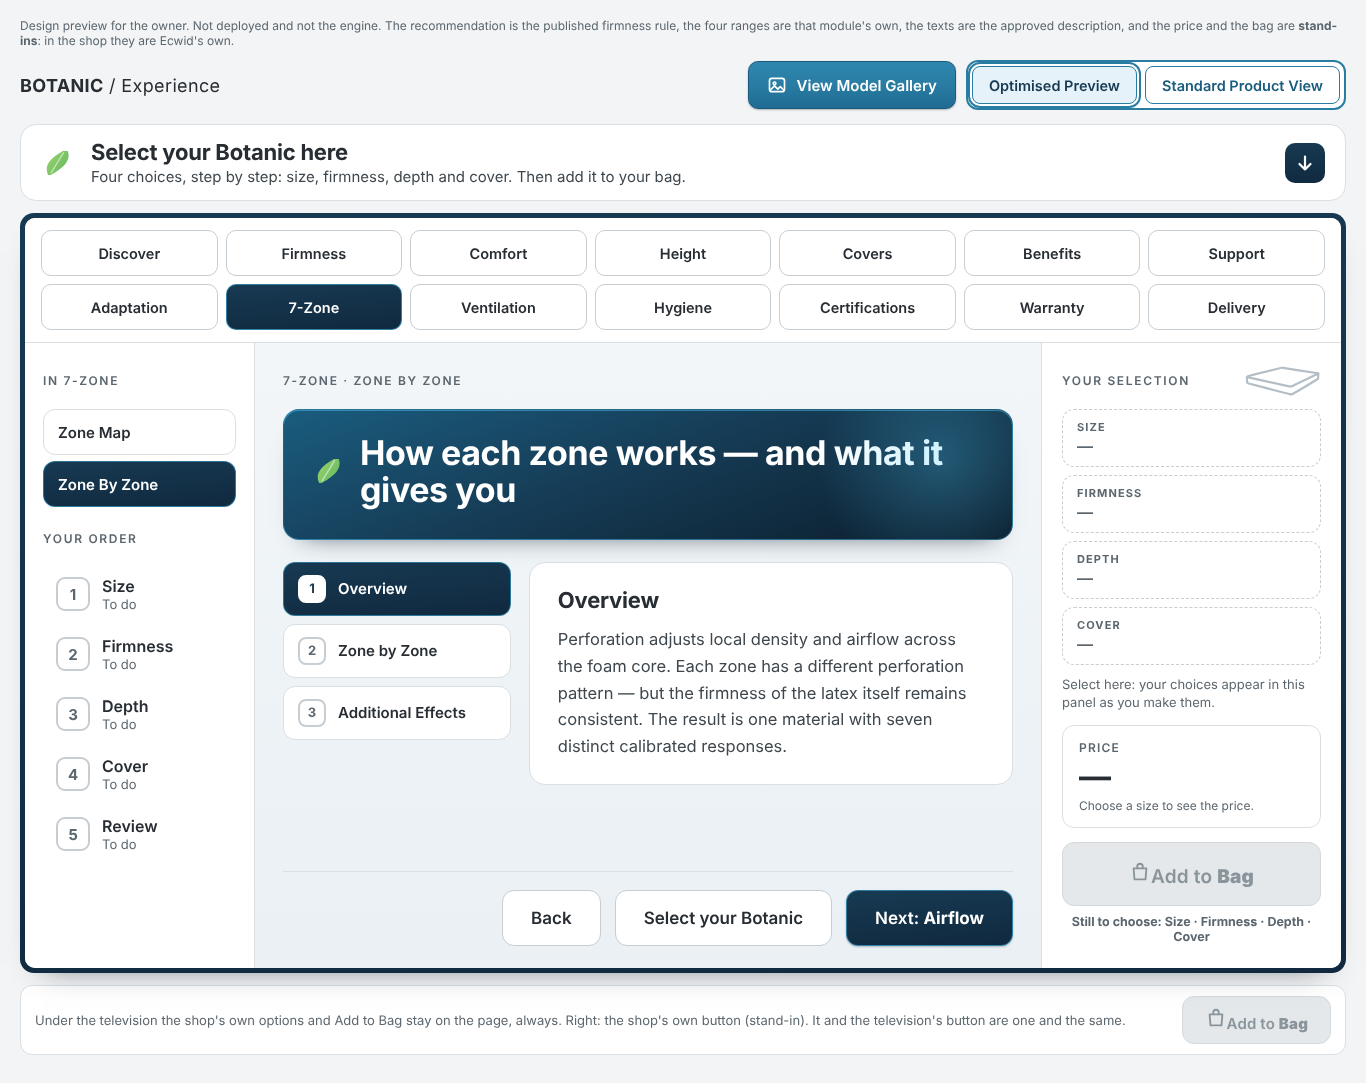 Design preview for the owner. Not deployed and not the engine. The recommendation is the published firmness rule, the four ranges are that module's own, the texts are the approved description, and the price and the bag are stand-
ins: in the shop they are Ecwid's own.
BOTANIC / Experience
View Model Gallery
Optimised Preview
Standard Product View
Select your Botanic here
Four choices, step by step: size, firmness, depth and cover. Then add it to your bag.
Discover
Firmness
Comfort
Height
Covers
Benefits
Support
Adaptation
7-Zone
Ventilation
Hygiene
Certifications
Warranty
Delivery
IN 7-ZONE
Zone Map
Zone By Zone
YOUR ORDER
1
Size
To do
2
Firmness
To do
3
Depth
To do
4
Cover
To do
5
Review
To do
7-ZONE · ZONE BY ZONE
How each zone works — and what it
gives you
1
Overview
2
Zone by Zone
3
Additional Effects
Overview
Perforation adjusts local density and airflow across
the foam core. Each zone has a different perforation
pattern — but the firmness of the latex itself remains
consistent. The result is one material with seven
distinct calibrated responses.
Back
Select your Botanic
Next: Airflow
YOUR SELECTION
SIZE
—
FIRMNESS
—
DEPTH
—
COVER
—
Select here: your choices appear in this
panel as you make them.
PRICE
—
Choose a size to see the price.
Add to Bag
Still to choose: Size · Firmness · Depth ·
Cover
Under the television the shop's own options and Add to Bag stay on the page, always. Right: the shop's own button (stand-in). It and the television's button are one and the same.
Add to Bag